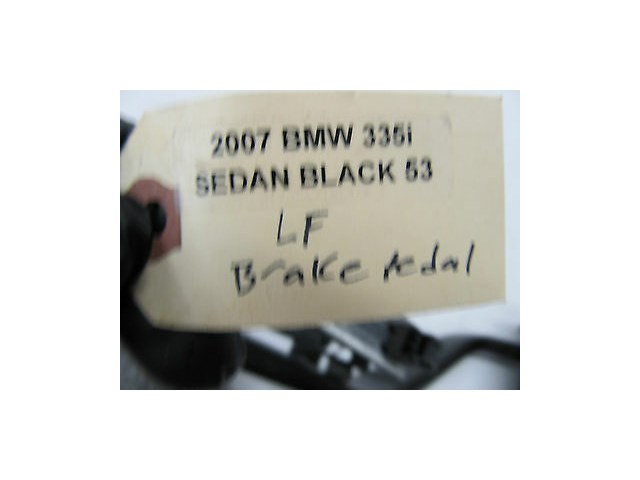 2007 BMW 335i
SEDAN BLACK 53
LF
Brake Pedal